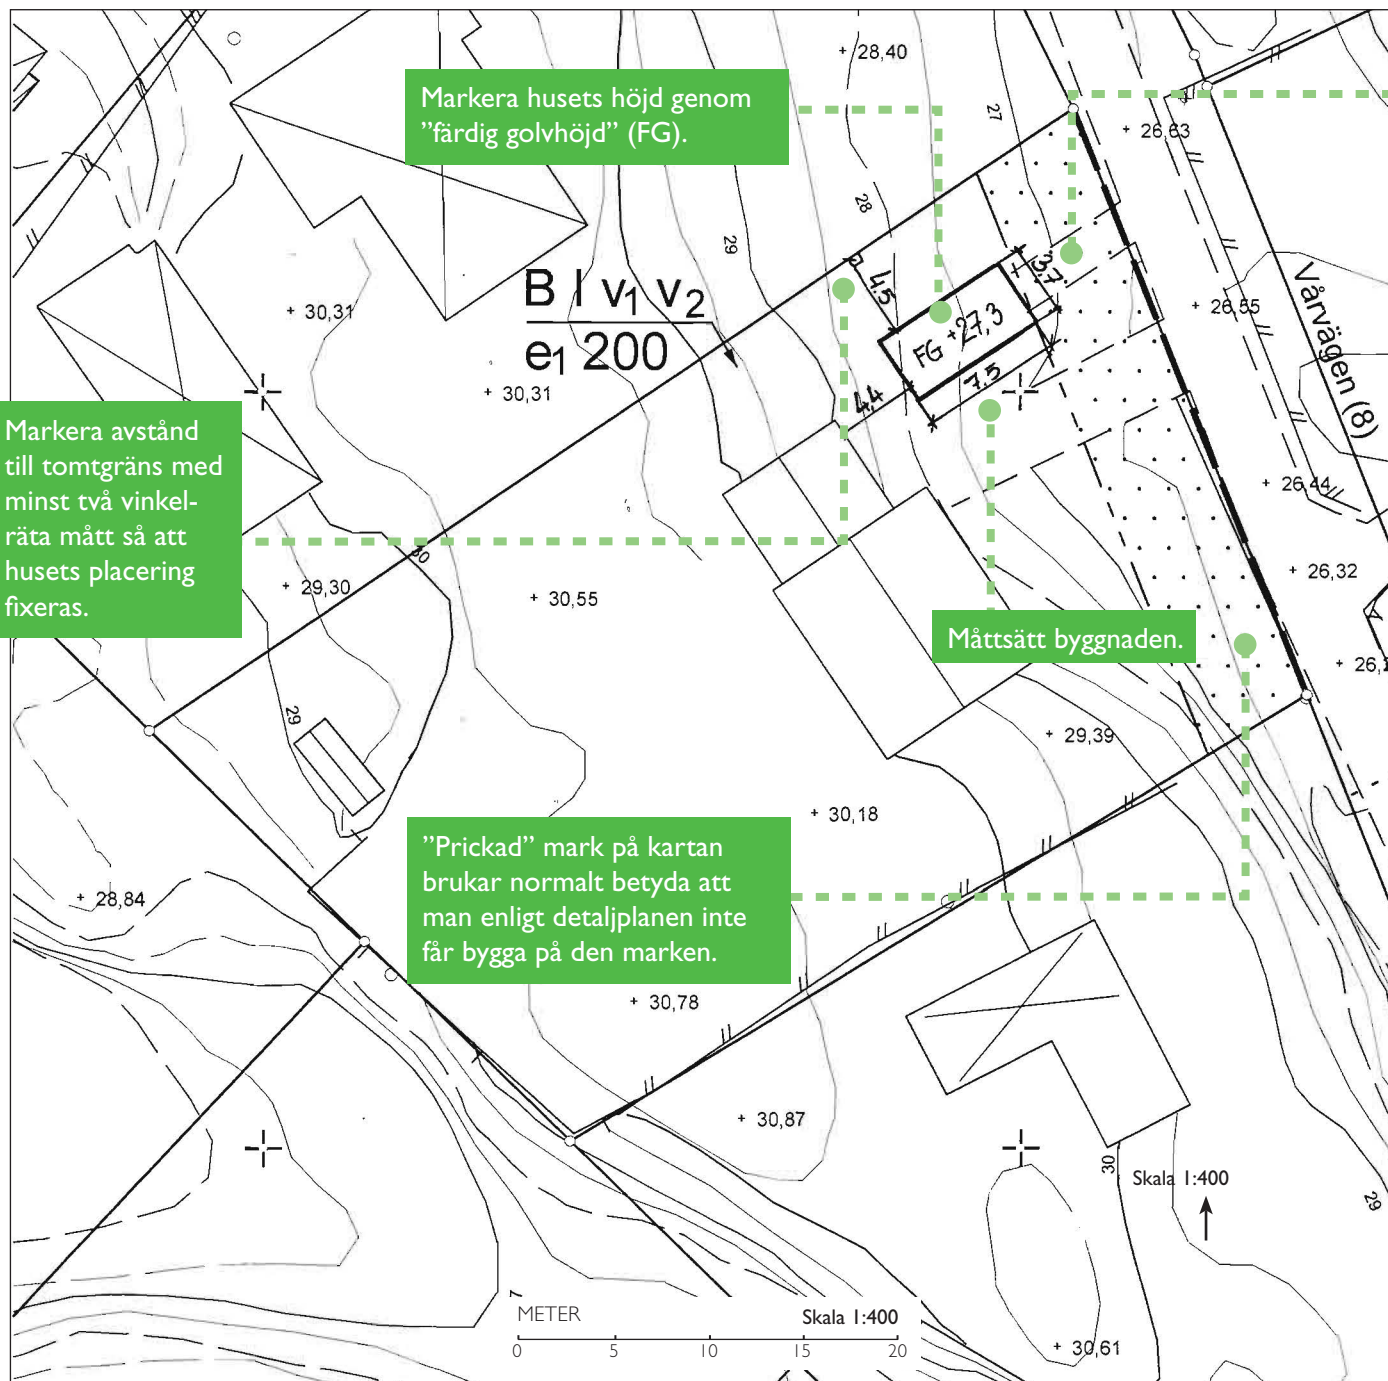 28,40
Markera husets höjd genom
”färdig golvhöjd” (FG).
27
26,63
28
29
B I v1 v2
e1 200
30,31
4.5
3.7
FG +27,3
7.5
4,4
26,55
Vårvägen (8)
30,31
Markera avstånd
till tomtgräns med
minst två vinkel-
räta mått så att
husets placering
fixeras.
26,44
30
29,30
30,55
26,32
Måttsätt byggnaden.
29
29,39
30,18
”Prickad” mark på kartan
brukar normalt betyda att
man enligt detaljplanen inte
får bygga på den marken.
28,84
30,78
30,87
30
Skala 1:400
29
7
METER
Skala 1:400
0 5 10 15 20
30,61